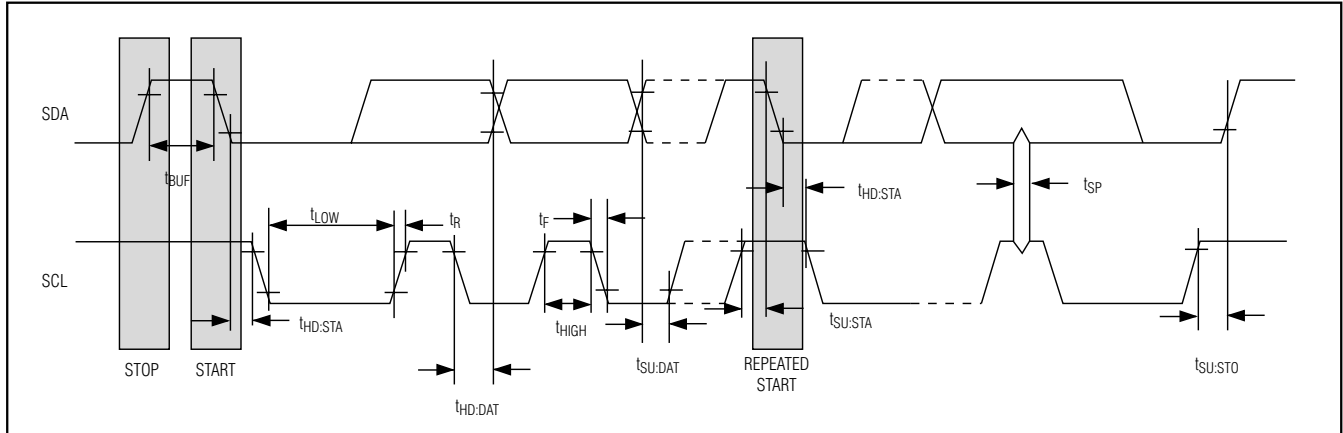 SDA
tBUF
tLOW
tR
tF
tHD:STA
tSP
SCL
tHD:STA
tHIGH
tSU:DAT
tSU:STA
tSU:STO
STOP
START
REPEATED
START
tHD:DAT